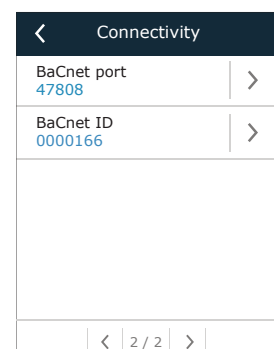 Connectivity
BaCnet port
47808
BaCnet ID
0000166
2 / 2